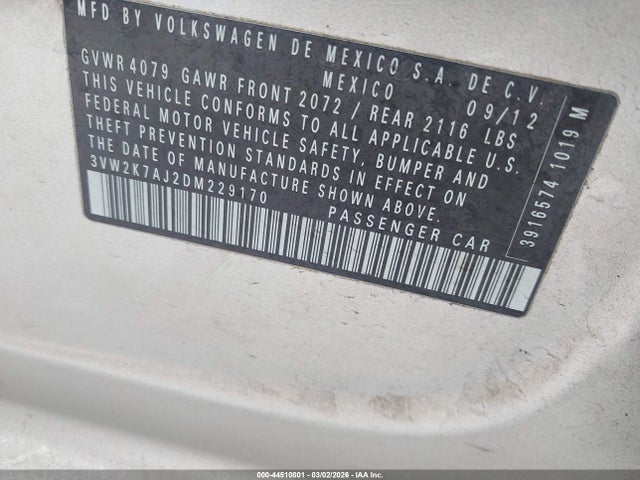 MFD BY VOLKSWAGEN DE MEXICO S.A. DE C.V.
MEXICO 09/12
GVWR 4079 GAWR FRONT 2072 / REAR 2116 LBS
THIS VEHICLE CONFORMS TO ALL APPLICABLE U.S.
FEDERAL MOTOR VEHICLE SAFETY, BUMPER AND
THEFT PREVENTION STANDARDS IN EFFECT ON
THE DATE OF MANUFACTURE SHOWN ABOVE.
3VW2K7AJ2DM229170
PASSENGER CAR
3916574 1019 M
000-44510801 - 03/02/2026 - IAA Inc.